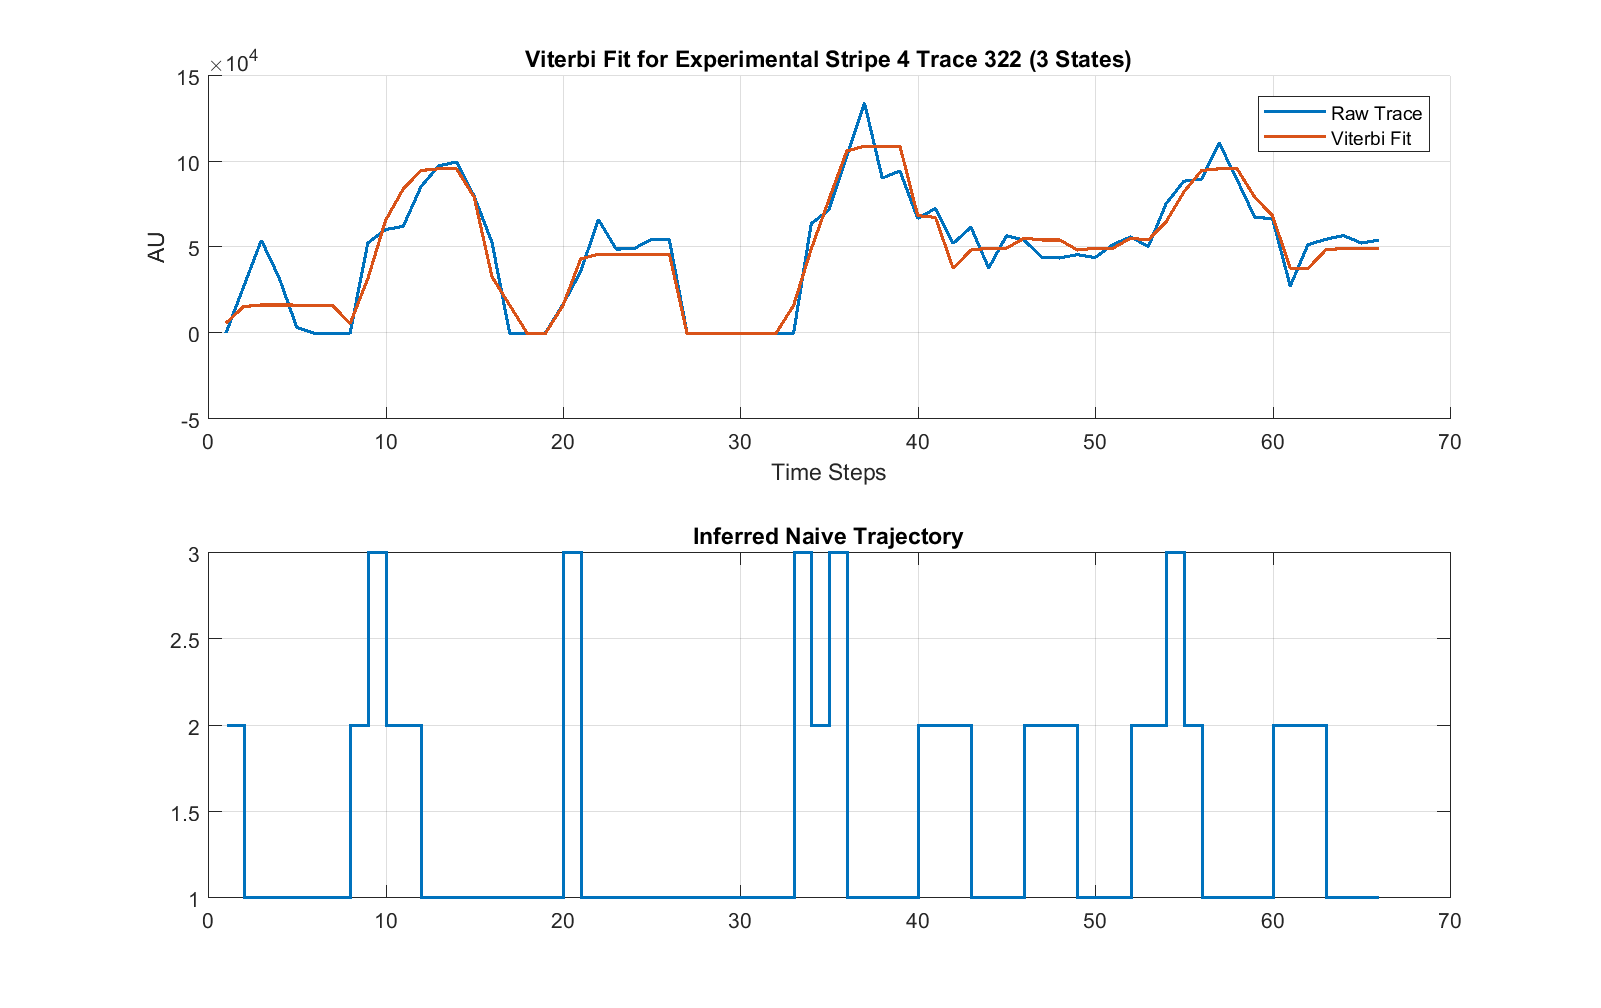 Viterbi Fit for Experimental Stripe 4 Trace 322 (3 States)
×10⁴
15
10
5
0
-5
AU
Raw Trace
Viterbi Fit
0 10 20 30 40 50 60 70
Time Steps
Inferred Naive Trajectory
3
2.5
2
1.5
1
0 10 20 30 40 50 60 70